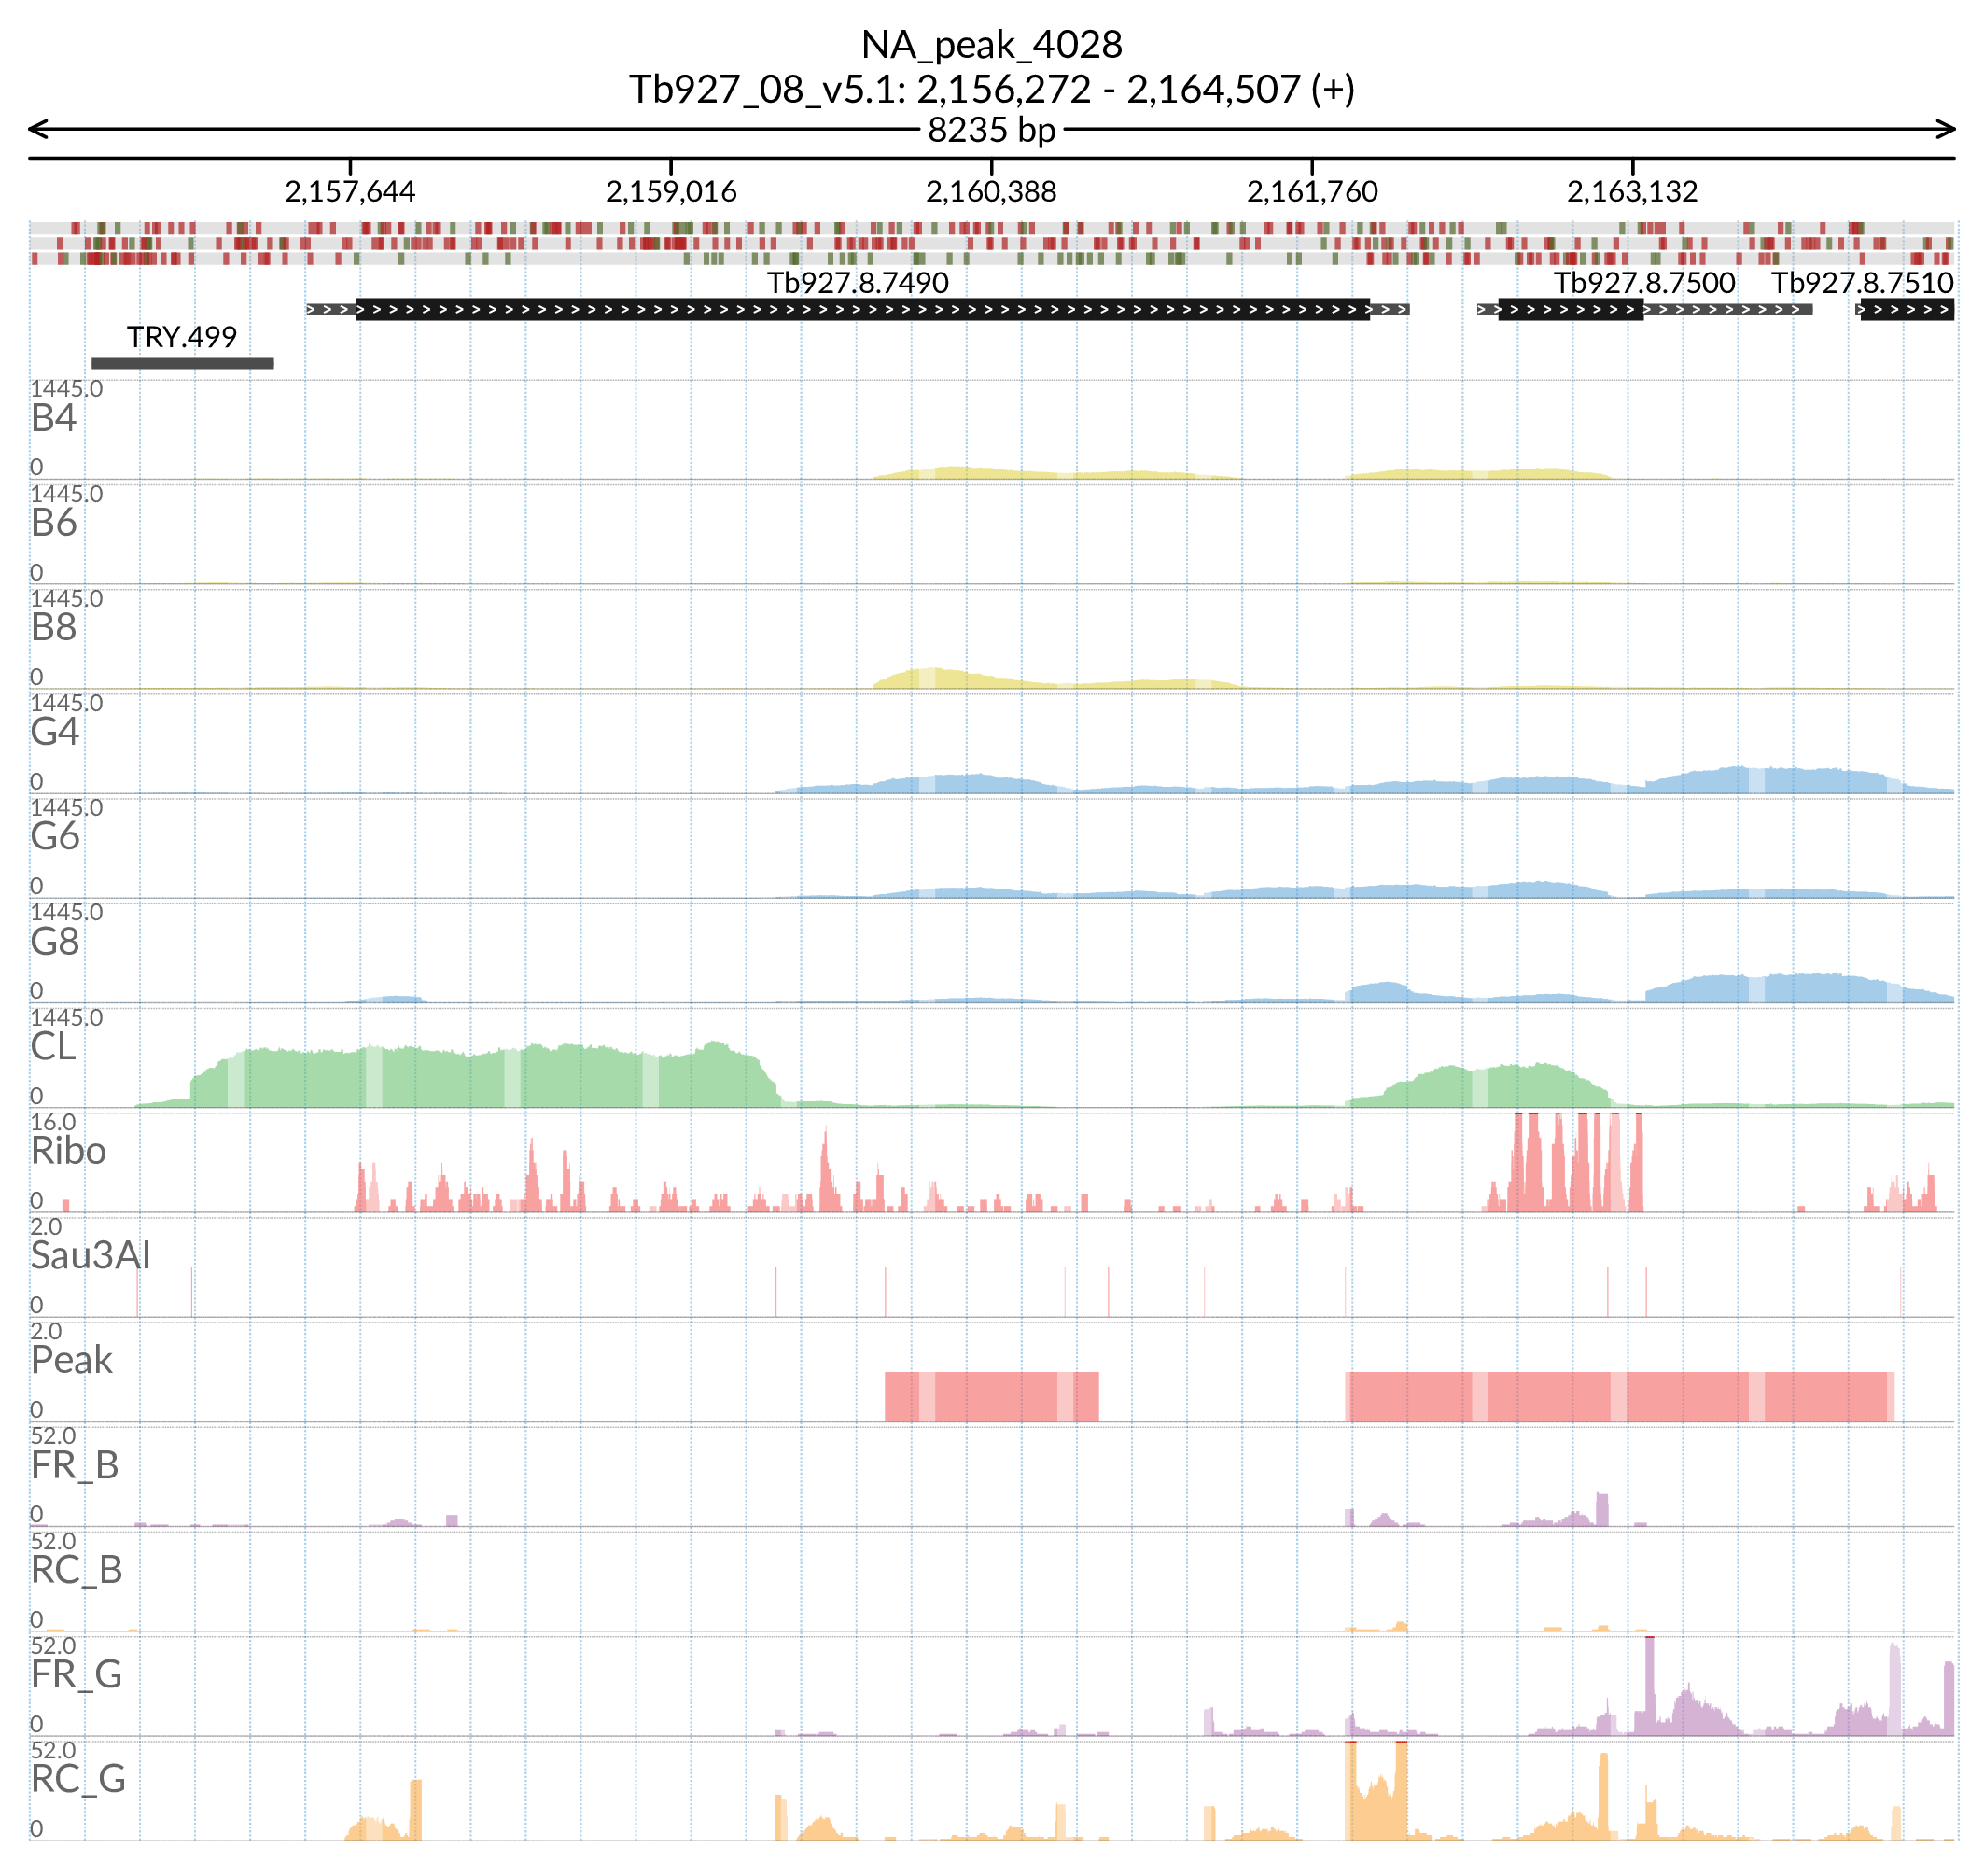 NA_peak_4028
Tb927_08_v5.1: 2,156,272 - 2,164,507 (+)
8235 bp
2,157,644 2,159,016 2,160,388 2,161,760 2,163,132
Tb927.8.7490 Tb927.8.7500 Tb927.8.7510
TRY.499
1445.0
B4
0
1445.0
B6
0
1445.0
B8
0
1445.0
G4
0
1445.0
G6
0
1445.0
G8
0
1445.0
CL
0
16.0
Ribo
0
2.0
Sau3AI
0
2.0
Peak
0
52.0
FR_B
0
52.0
RC_B
0
52.0
FR_G
0
52.0
RC_G
0